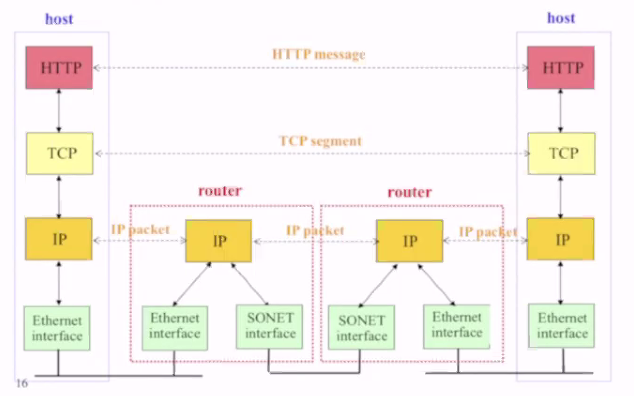 host
host
HTTP
HTTP message
HTTP
TCP
TCP segment
TCP
router
router
IP
IP packet
IP
IP packet
IP
IP packet
IP
Ethernet
interface
Ethernet
interface
SONET
interface
SONET
interface
Ethernet
interface
Ethernet
interface
16